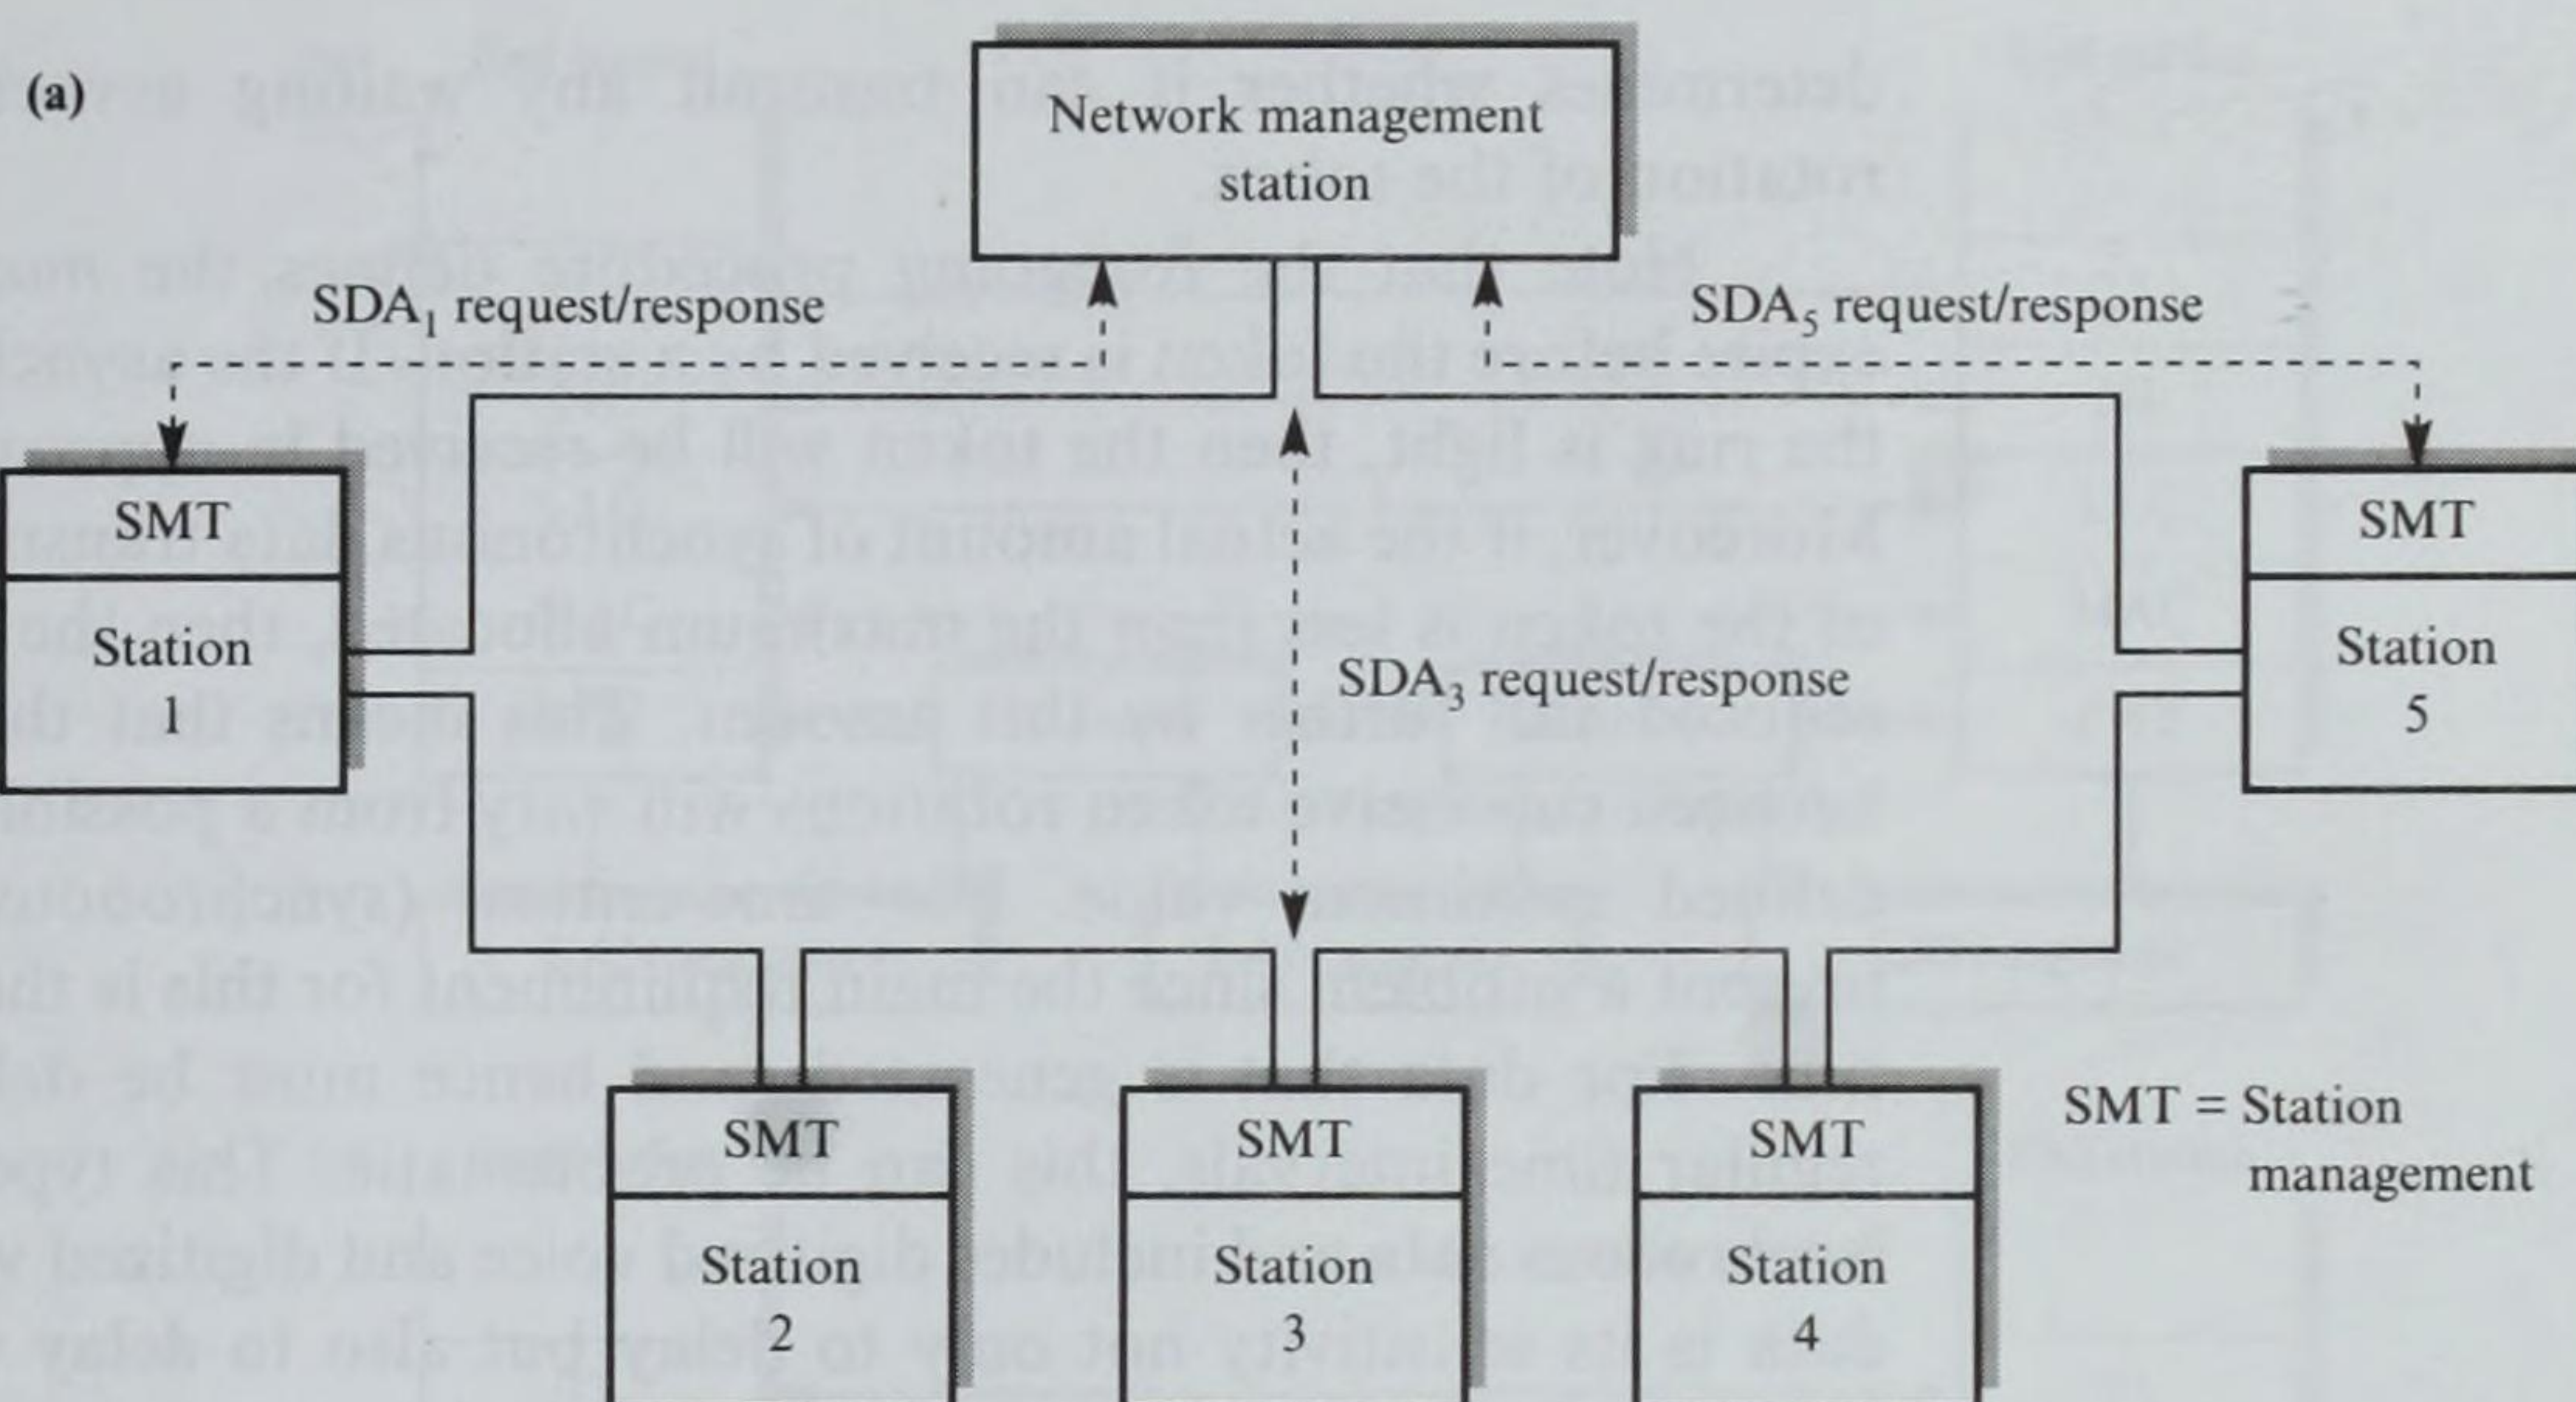 (a)
Network management
station
SDA₁ request/response
SDA₅ request/response
SMT
Station
1
SMT
Station
5
SDA₃ request/response
SMT
Station
2
SMT
Station
3
SMT
Station
4
SMT = Station
management